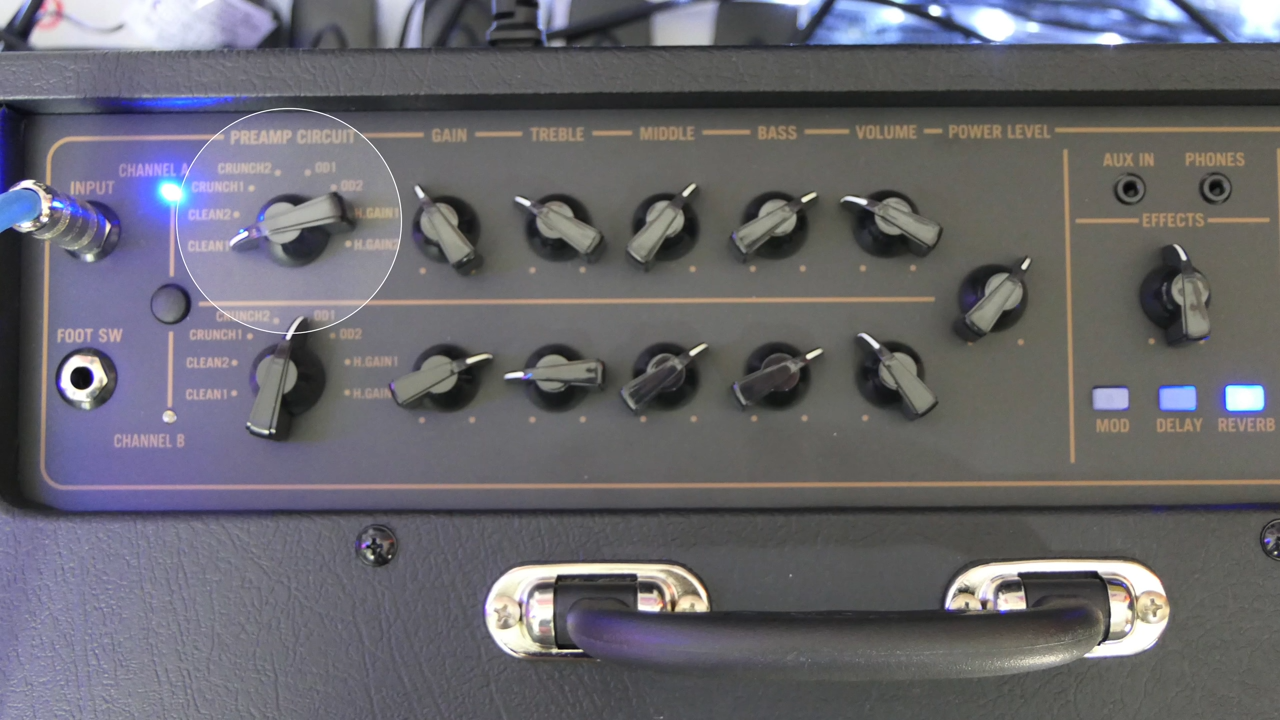 PREAMP CIRCUIT GAIN TREBLE MIDDLE BASS VOLUME POWER LEVEL
CHANNEL A
INPUT
CRUNCH2 OD1
CRUNCH1 OD2
CLEAN2 H.GAIN1
CLEAN1 H.GAIN2
AUX IN PHONES
EFFECTS
FOOT SW
CRUNCH2 OD1
CRUNCH1 OD2
CLEAN2 H.GAIN1
CLEAN1 H.GAIN
CHANNEL B
MOD DELAY REVERB